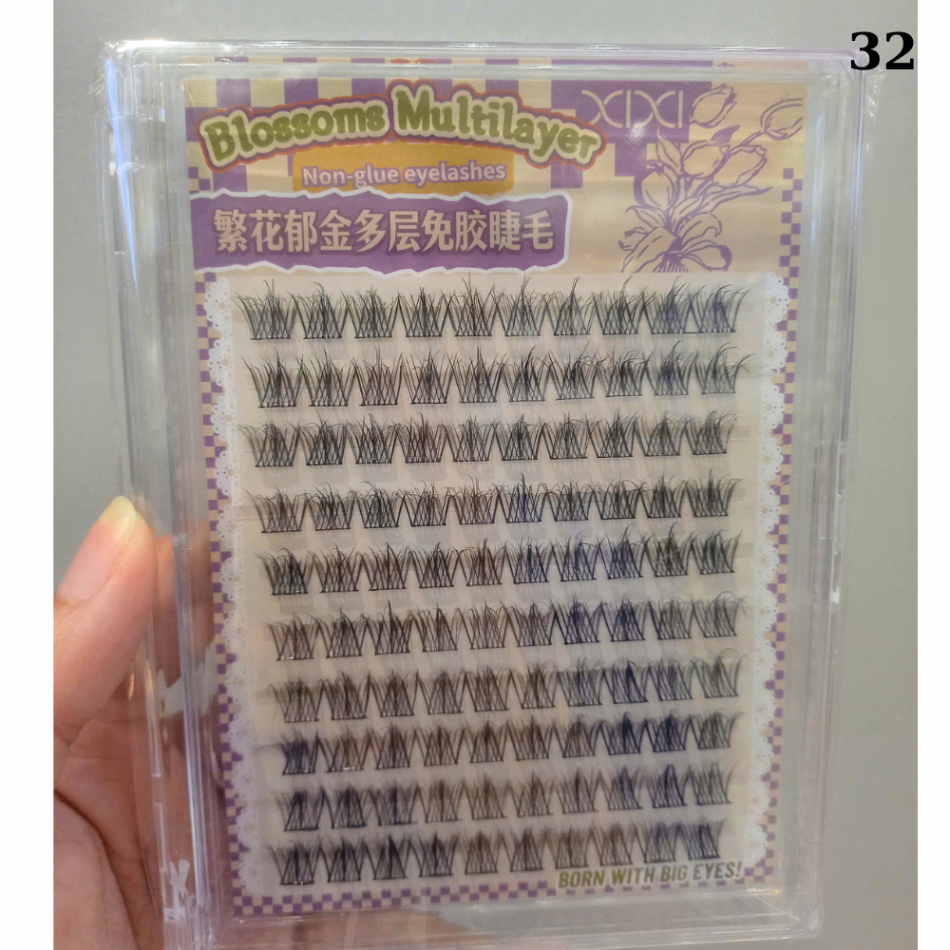 32
Blossoms Multilayer
XIXI
Non-glue eyelashes
繁花郁金多层免胶睫毛
BORN WITH BIG EYES!